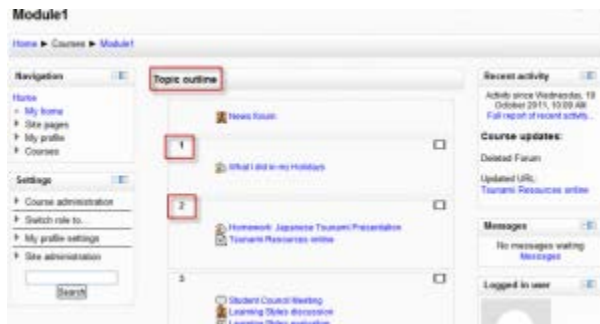 Module1
Home ► Courses ► Module1
Navigation
Home
My home
Site pages
My profile
Courses
Settings
Course administration
Switch role to...
My profile settings
Site administration
Search
Topic outline
News forum
1
What I did in my Holidays
2
Homework: Japanese Tsunami Presentation
Tsunami Resources online
3
Student Council Meeting
Learning Styles discussion
Learning Styles evaluation
Recent activity
Activity since Wednesday, 19
October 2011, 10:09 AM
Full report of recent activity...
Course updates:
Deleted Forum
Updated URL:
Tsunami Resources online
Messages
No messages waiting
Messages
Logged in user